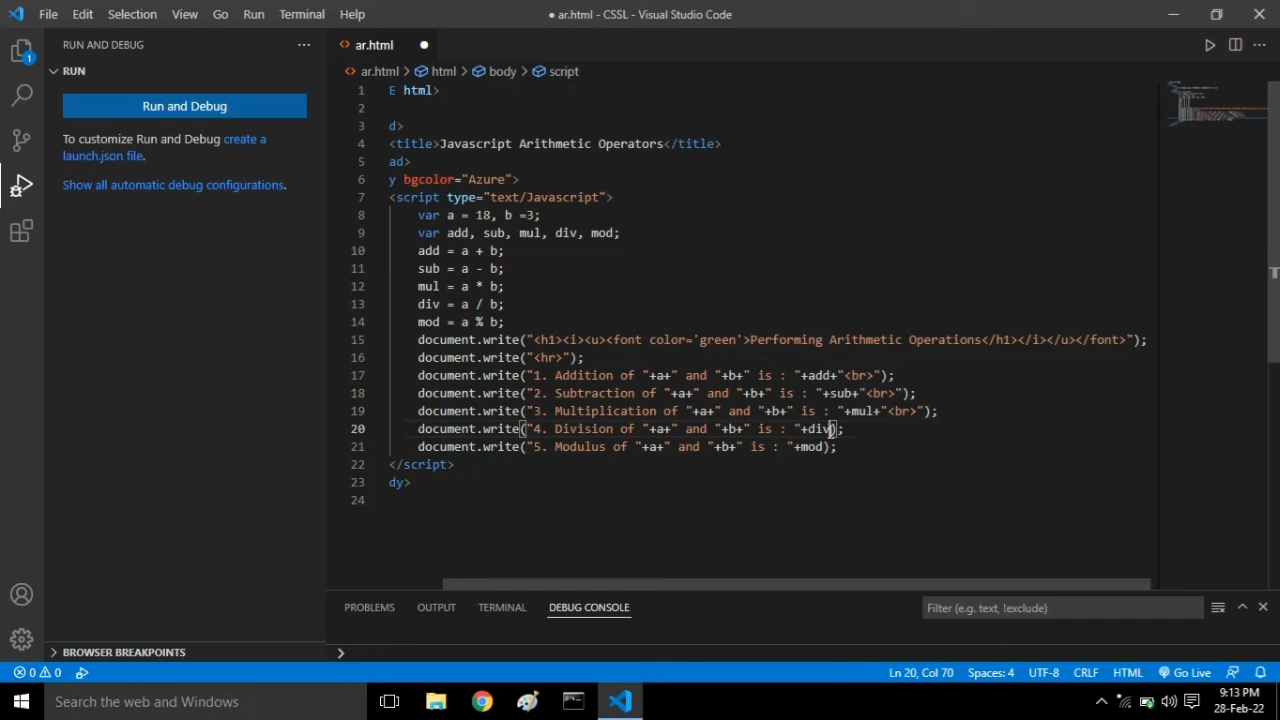 File Edit Selection View Go Run Terminal Help ● ar.html - CSSL - Visual Studio Code
RUN AND DEBUG ···
RUN
Run and Debug
To customize Run and Debug create a
launch.json file.
Show all automatic debug configurations.
BROWSER BREAKPOINTS
1
ar.html
ar.html > html > body > script
1 E html>
2
3 d>
4 <title>Javascript Arithmetic Operators</title>
5 ad>
6 y bgcolor="Azure">
7 <script type="text/Javascript">
8 var a = 18, b =3;
9 var add, sub, mul, div, mod;
10 add = a + b;
11 sub = a - b;
12 mul = a * b;
13 div = a / b;
14 mod = a % b;
15 document.write("<h1><i><u><font color='green'>Performing Arithmetic Operations</h1></i></u></font>");
16 document.write("<hr>");
17 document.write("1. Addition of "+a+" and "+b+" is : "+add+"<br>");
18 document.write("2. Subtraction of "+a+" and "+b+" is : "+sub+"<br>");
19 document.write("3. Multiplication of "+a+" and "+b+" is : "+mul+"<br>");
20 document.write("4. Division of "+a+" and "+b+" is : "+div);
21 document.write("5. Modulus of "+a+" and "+b+" is : "+mod);
22 </script>
23 dy>
24
PROBLEMS OUTPUT TERMINAL DEBUG CONSOLE Filter (e.g. text, !exclude)
0 0 Ln 20, Col 70 Spaces: 4 UTF-8 CRLF HTML Go Live
Search the web and Windows
9:13 PM
28-Feb-22